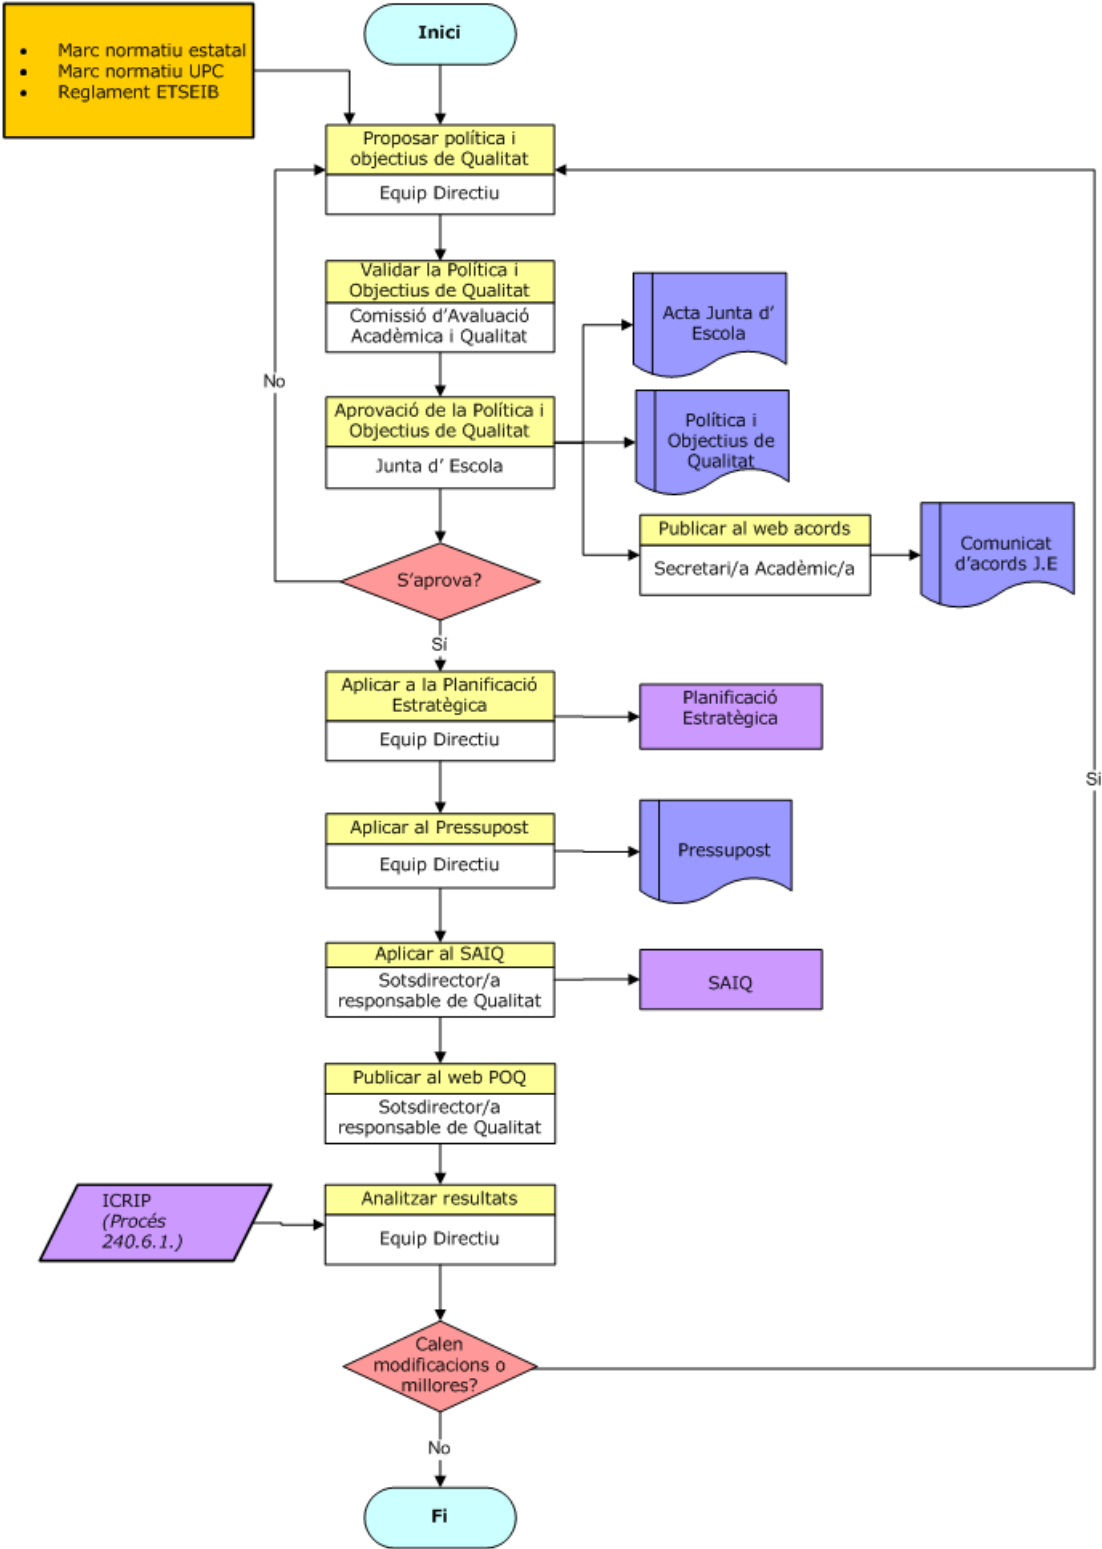 Inici
• Marc normatiu estatal
• Marc normatiu UPC
• Reglament ETSEIB
Proposar política i
objectius de Qualitat
Equip Directiu
Validar la Política i
Objectius de Qualitat
Comissió d'Avaluació
Acadèmica i Qualitat
Acta Junta d'
Escola
No
Aprovació de la Política i
Objectius de Qualitat
Junta d' Escola
Política i
Objectius de
Qualitat
Publicar al web acords
Secretari/a Acadèmic/a
Comunicat
d'acords J.E
S'aprova?
Sí
Aplicar a la Planificació
Estratègica
Equip Directiu
Planificació
Estratègica
Si
Aplicar al Pressupost
Equip Directiu
Pressupost
Aplicar al SAIQ
Sotsdirector/a
responsable de Qualitat
SAIQ
Publicar al web POQ
Sotsdirector/a
responsable de Qualitat
ICRIP
(Procés
240.6.1.)
Analitzar resultats
Equip Directiu
Calen
modificacions o
millores?
No
Fi